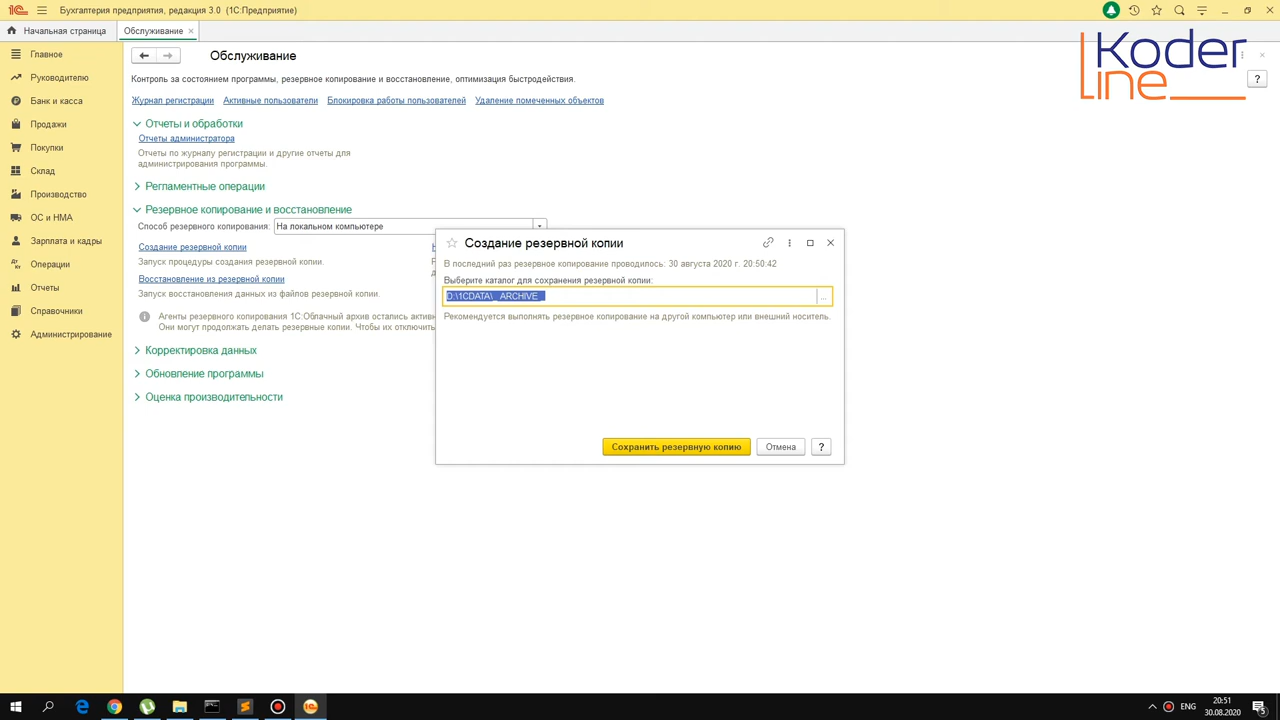 1С Бухгалтерия предприятия, редакция 3.0 (1С:Предприятие)
Начальная страница
Обслуживание
Koder
line
Главное
Руководителю
Банк и касса
Продажи
Покупки
Склад
Производство
ОС и НМА
Зарплата и кадры
Операции
Отчеты
Справочники
Администрирование
Обслуживание
?
Контроль за состоянием программы, резервное копирование и восстановление, оптимизация быстродействия.
Журнал регистрации Активные пользователи Блокировка работы пользователей Удаление помеченных объектов
Отчеты и обработки
Отчеты администратора
Отчеты по журналу регистрации и другие отчеты для
администрирования программы.
Регламентные операции
Резервное копирование и восстановление
Способ резервного копирования: На локальном компьютере
Создание резервной копии
Запуск процедуры создания резервной копии.
Восстановление из резервной копии
Запуск восстановления данных из файлов резервной копии.
Агенты резервного копирования 1С:Облачный архив остались актив
Они могут продолжать делать резервные копии. Чтобы их отключить
Корректировка данных
Обновление программы
Оценка производительности
Создание резервной копии
В последний раз резервное копирование проводилось: 30 августа 2020 г. 20:50:42
Выберите каталог для сохранения резервной копии:
D:\1CDATA\_ARCHIVE_
...
Рекомендуется выполнять резервное копирование на другой компьютер или внешний носитель.
Сохранить резервную копию Отмена ?
ENG
20:51
30.08.2020
5